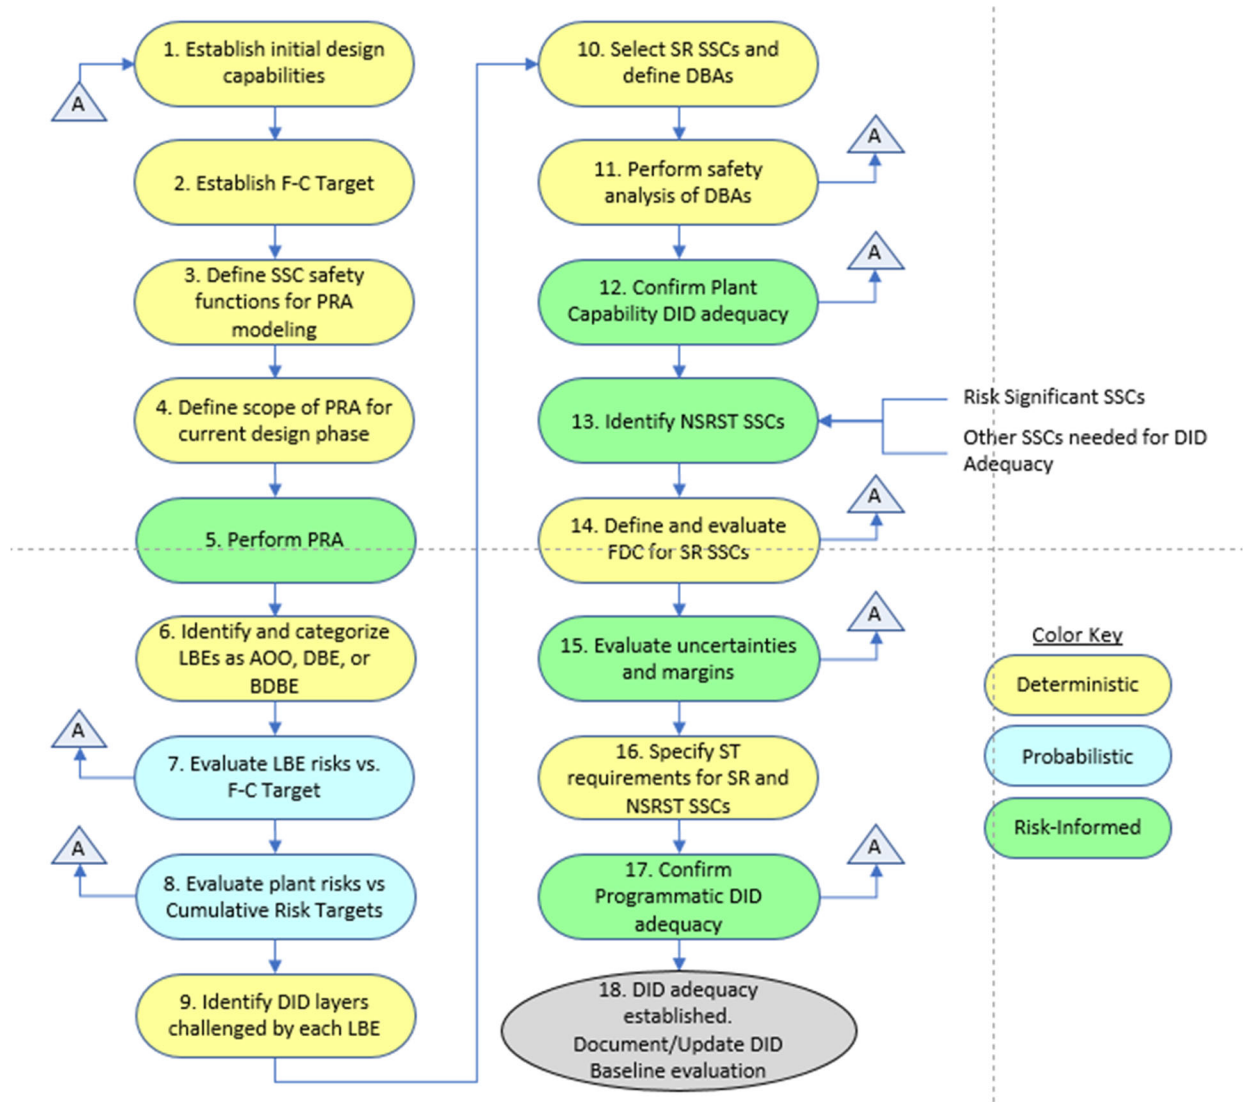 1. Establish initial design
capabilities
A
2. Establish F-C Target
3. Define SSC safety
functions for PRA
modeling
4. Define scope of PRA for
current design phase
5. Perform PRA
6. Identify and categorize
LBEs as AOO, DBE, or
BDBE
A
7. Evaluate LBE risks vs.
F-C Target
A
8. Evaluate plant risks vs
Cumulative Risk Targets
9. Identify DID layers
challenged by each LBE
10. Select SR SSCs and
define DBAs
A
11. Perform safety
analysis of DBAs
A
12. Confirm Plant
Capability DID adequacy
13. Identify NSRST SSCs
Risk Significant SSCs
Other SSCs needed for DID
Adequacy
A
14. Define and evaluate
FDC for SR SSCs
A
15. Evaluate uncertainties
and margins
16. Specify ST
requirements for SR and
NSRST SSCs
A
17. Confirm
Programmatic DID
adequacy
18. DID adequacy
established.
Document/Update DID
Baseline evaluation
Color Key
Deterministic
Probabilistic
Risk-Informed